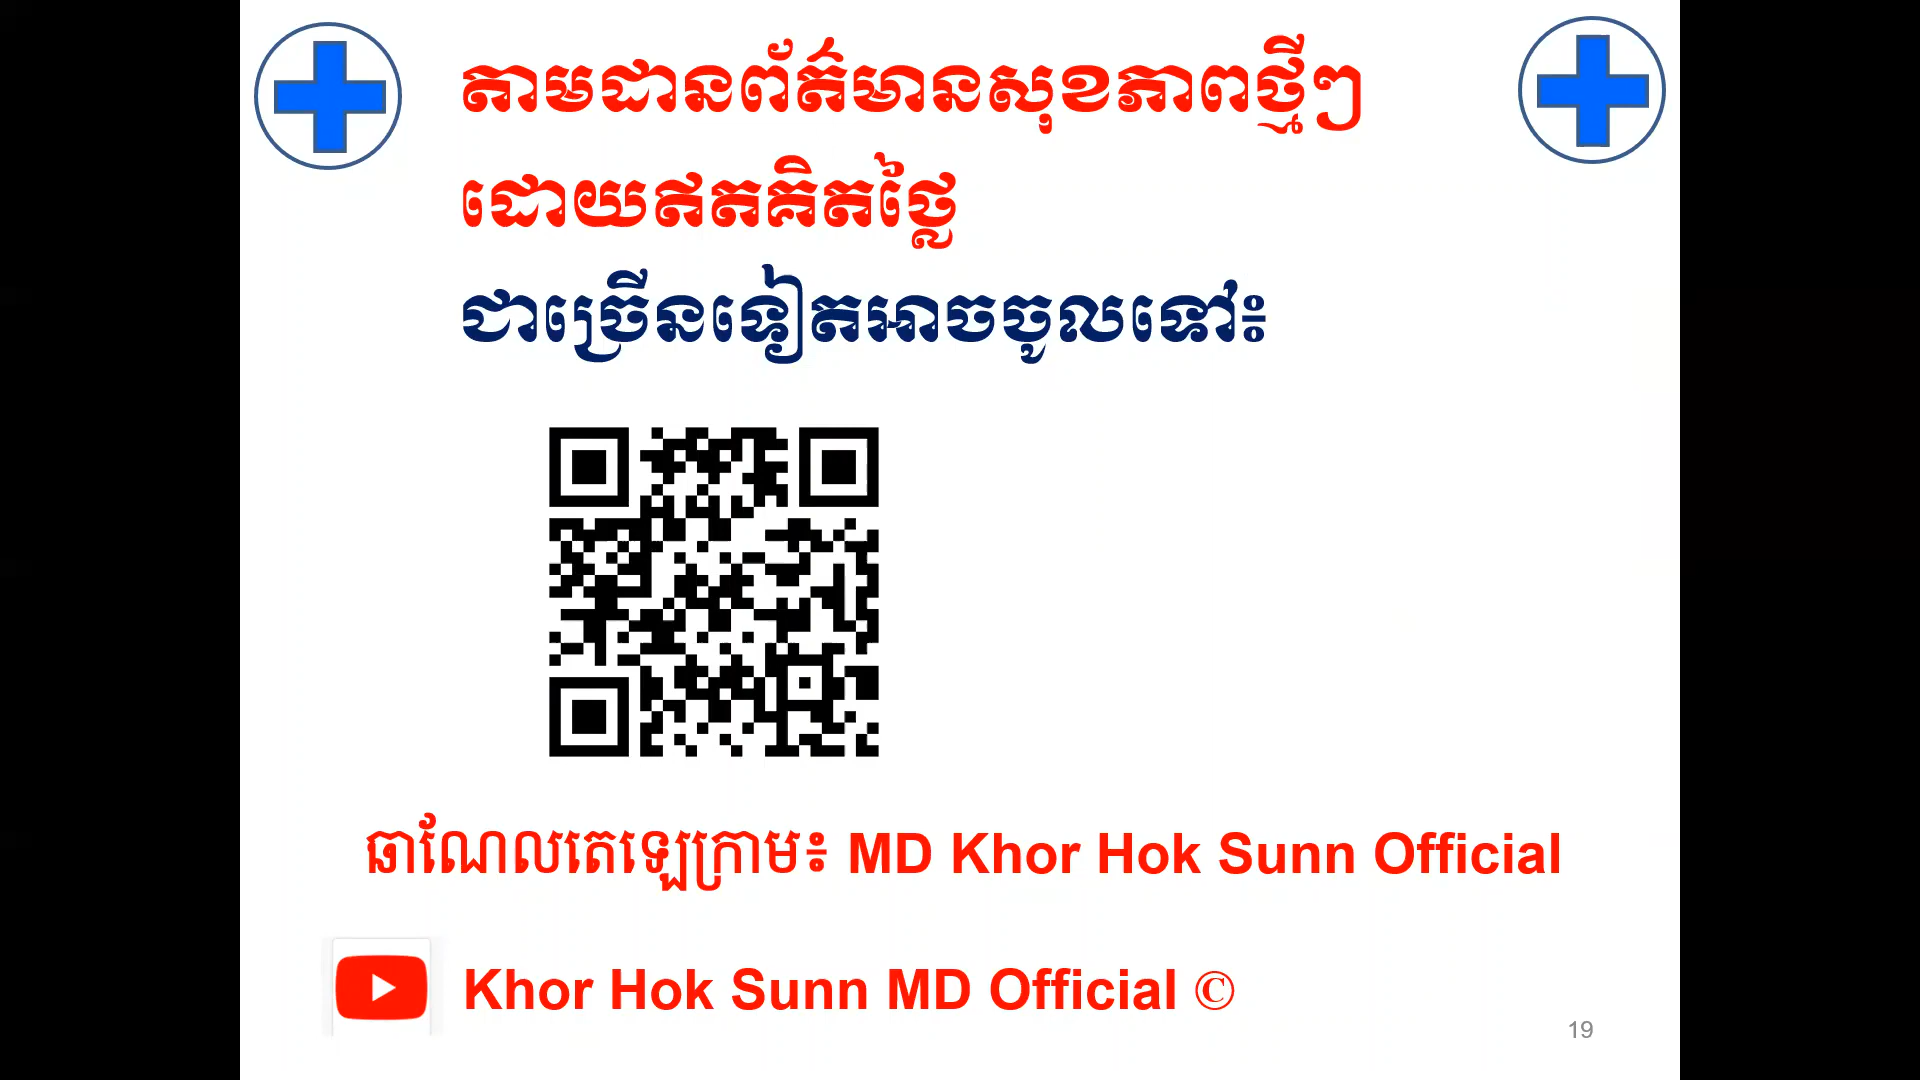 តាមដានព័ត៌មានសុខភាពថ្មីៗ
ដោយឥតគិតថ្លៃ
ជាច្រើនទៀតអាចចូលទៅ៖
ឆាណែលតេឡេក្រាម៖ MD Khor Hok Sunn Official
Khor Hok Sunn MD Official ©
19